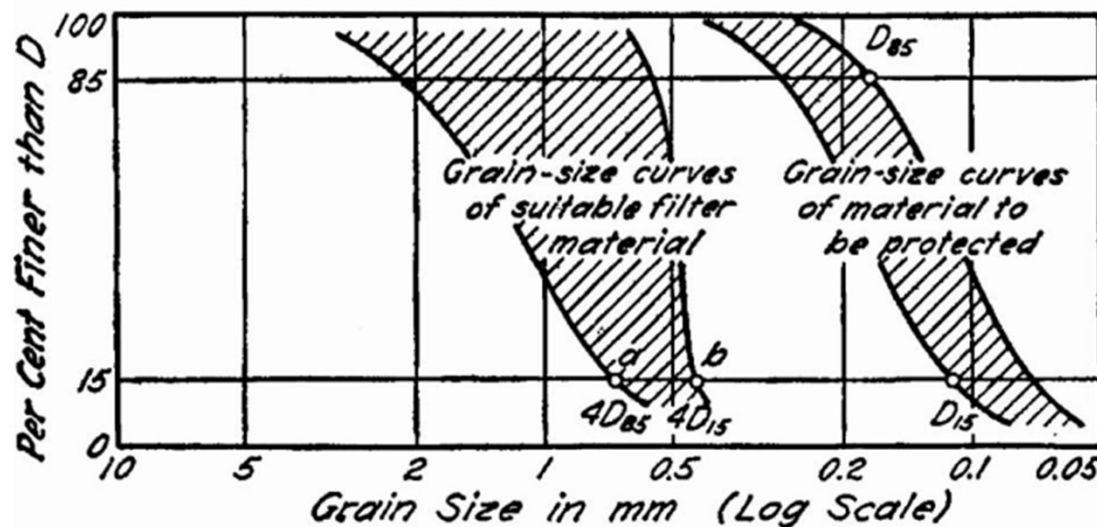 Per Cent Finer than D
100
85
15
0
D85
Grain-size curves
of suitable filter
material
Grain-size curves
of material to
be protected
a
b
4D85
4D15
D15
10
5
2
1
0.5
0.2
0.1
0.05
Grain Size in mm (Log Scale)